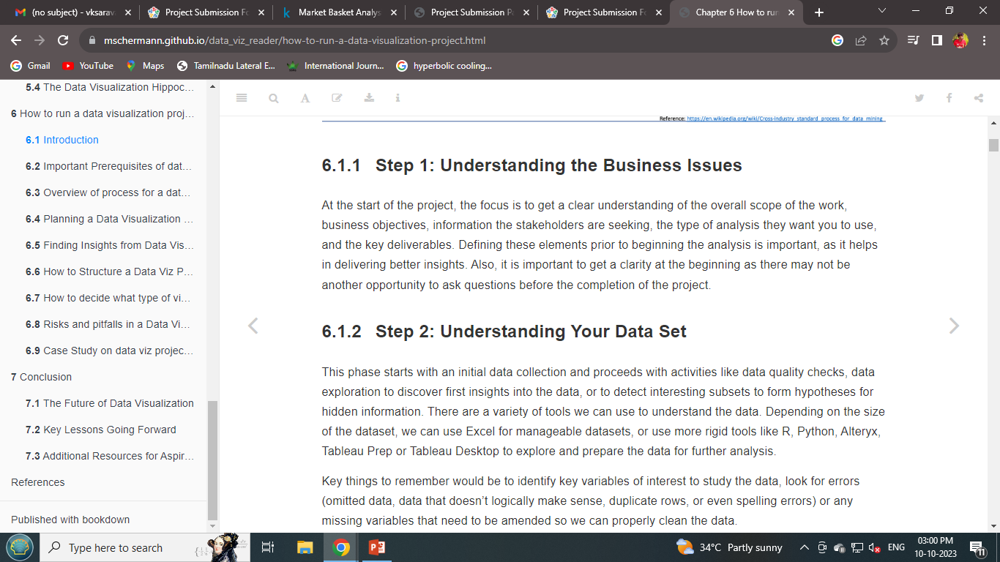 (no subject) - vksarav
Project Submission Fo
Market Basket Analys
Project Submission Pa
Project Submission Fo
Chapter 6 How to run
mschermann.github.io/data_viz_reader/how-to-run-a-data-visualization-project.html
Gmail
YouTube
Maps
Tamilnadu Lateral E...
International Journ...
hyperbolic cooling...
5.4 The Data Visualization Hippoc...
6 How to run a data visualization proj...
6.1 Introduction
6.2 Important Prerequisites of dat...
6.3 Overview of process for a dat...
6.4 Planning a Data Visualization ...
6.5 Finding Insights from Data Vis...
6.6 How to Structure a Data Viz P...
6.7 How to decide what type of vi...
6.8 Risks and pitfalls in a Data Vi...
6.9 Case Study on data viz projec...
7 Conclusion
7.1 The Future of Data Visualization
7.2 Key Lessons Going Forward
7.3 Additional Resources for Aspir...
References
Published with bookdown
Reference: https://en.wikipedia.org/wiki/Cross-industry_standard_process_for_data_mining
6.1.1 Step 1: Understanding the Business Issues
At the start of the project, the focus is to get a clear understanding of the overall scope of the work,
business objectives, information the stakeholders are seeking, the type of analysis they want you to use,
and the key deliverables. Defining these elements prior to beginning the analysis is important, as it helps
in delivering better insights. Also, it is important to get a clarity at the beginning as there may not be
another opportunity to ask questions before the completion of the project.
6.1.2 Step 2: Understanding Your Data Set
This phase starts with an initial data collection and proceeds with activities like data quality checks, data
exploration to discover first insights into the data, or to detect interesting subsets to form hypotheses for
hidden information. There are a variety of tools we can use to understand the data. Depending on the size
of the dataset, we can use Excel for manageable datasets, or use more rigid tools like R, Python, Alteryx,
Tableau Prep or Tableau Desktop to explore and prepare the data for further analysis.
Key things to remember would be to identify key variables of interest to study the data, look for errors
(omitted data, data that doesn’t logically make sense, duplicate rows, or even spelling errors) or any
missing variables that need to be amended so we can properly clean the data.
Type here to search
34°C Partly sunny
ENG
03:00 PM
10-10-2023
11